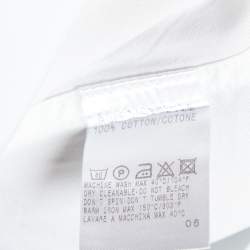 100% COTTON/COTONE
MACHINE WASH MAX 40°C/104°F
DRY CLEANABLE-DO NOT BLEACH
DON'T SPIN-DON'T TUMBLE DRY
WARM IRON MAX 150°C/300°F
LAVARE A MACCHINA MAX 40°C
06